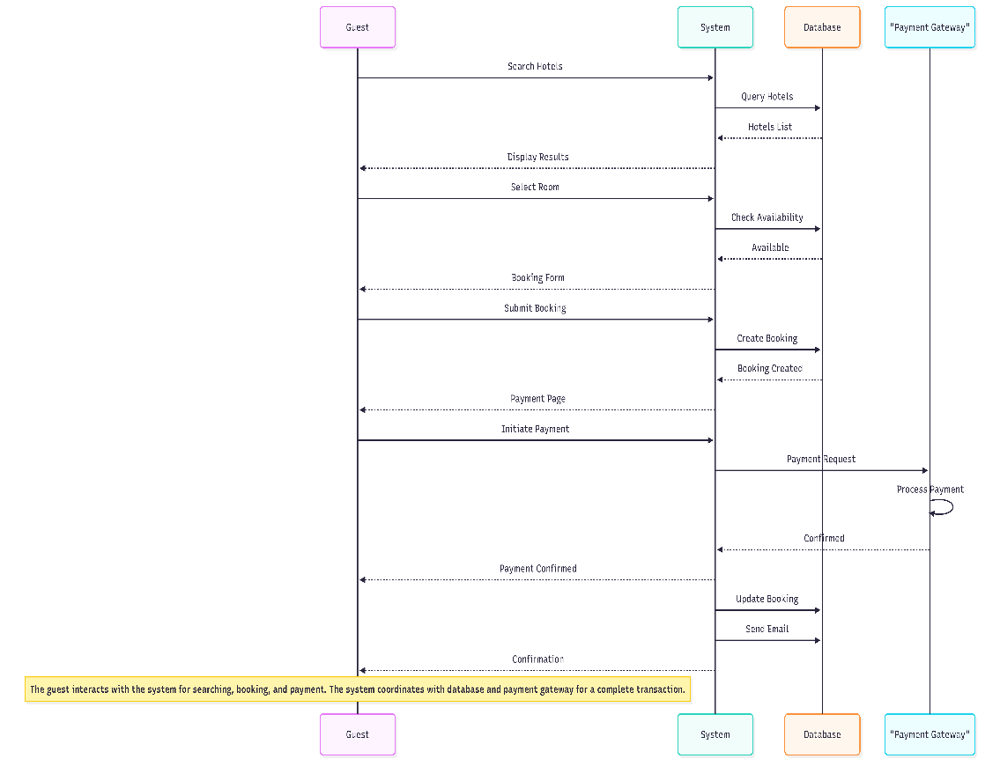 Guest
System
Database
"Payment Gateway"
Search Hotels
Query Hotels
Hotels List
Display Results
Select Room
Check Availability
Available
Booking Form
Submit Booking
Create Booking
Booking Created
Payment Page
Initiate Payment
Payment Request
Process Payment
Confirmed
Payment Confirmed
Update Booking
Send Email
Confirmation
The guest interacts with the system for searching, booking, and payment. The system coordinates with database and payment gateway for a complete transaction.
Guest
System
Database
"Payment Gateway"